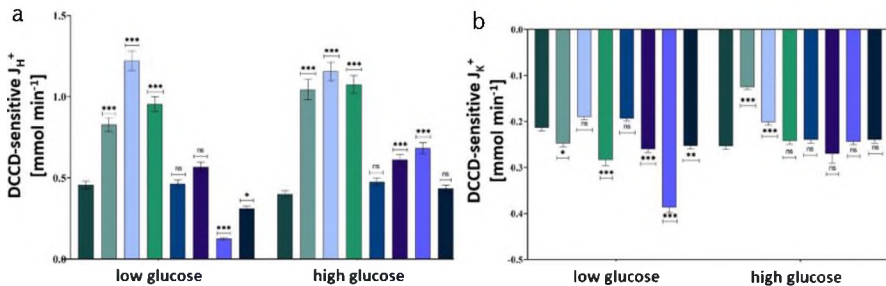 a
DCCD-sensitive J_H^+
[mmol min⁻¹]
1.5
1.0
0.5
0.0
***
***
***
ns
ns
***
*
***
***
***
ns
***
***
ns
low glucose
high glucose
b
DCCD-sensitive J_K^+
[mmol min⁻¹]
0.0
0.1
0.2
0.3
-0.4
-0.5
*
ns
***
ns
***
***
**
***
***
ns
ns
ns
ns
ns
low glucose
high glucose